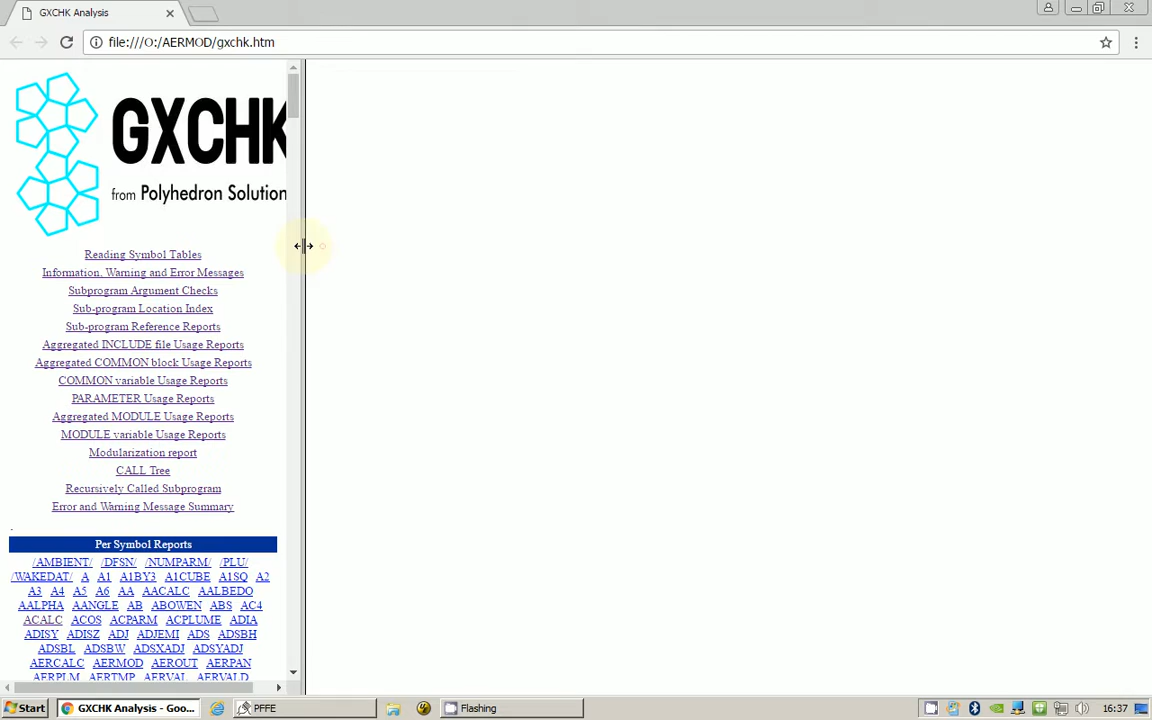 GXCHK Analysis
file:///O:/AERMOD/gxchk.htm
GXCHK
from Polyhedron Solution
Reading Symbol Tables
Information, Warning and Error Messages
Subprogram Argument Checks
Sub-program Location Index
Sub-program Reference Reports
Aggregated INCLUDE file Usage Reports
Aggregated COMMON block Usage Reports
COMMON variable Usage Reports
PARAMETER Usage Reports
Aggregated MODULE Usage Reports
MODULE variable Usage Reports
Modularization report
CALL Tree
Recursively Called Subprogram
Error and Warning Message Summary
.
Per Symbol Reports
/AMBIENT/ /DFSN/ /NUMPARM/ /PLU/
/WAKEDAT/ A A1 A1BY3 A1CUBE A1SQ A2
A3 A4 A5 A6 AA AACALC AALBEDO
AALPHA AANGLE AB ABOWEN ABS AC4
ACALC ACOS ACPARM ACPLUME ADIA
ADISY ADISZ ADJ ADJEMI ADS ADSBH
ADSBL ADSBW ADSXADJ ADSYADJ
AERCALC AERMOD AEROUT AERPAN
AERPLM AERTMP AERVAL AERVALD
Start GXCHK Analysis - Goo... PFFE Flashing 16:37